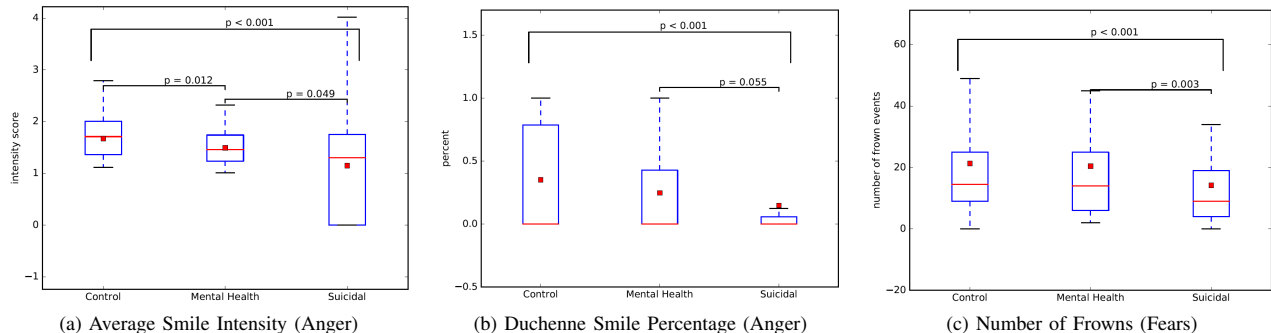 4
3
2
1
0
−1
intensity score
p < 0.001
p = 0.012
p = 0.049
Control Mental Health Suicidal
(a) Average Smile Intensity (Anger)
1.5
1.0
0.5
0.0
−0.5
percent
p < 0.001
p = 0.055
Control Mental Health Suicidal
(b) Duchenne Smile Percentage (Anger)
60
40
20
0
−20
number of frown events
p < 0.001
p = 0.003
Control Mental Health Suicidal
(c) Number of Frowns (Fears)